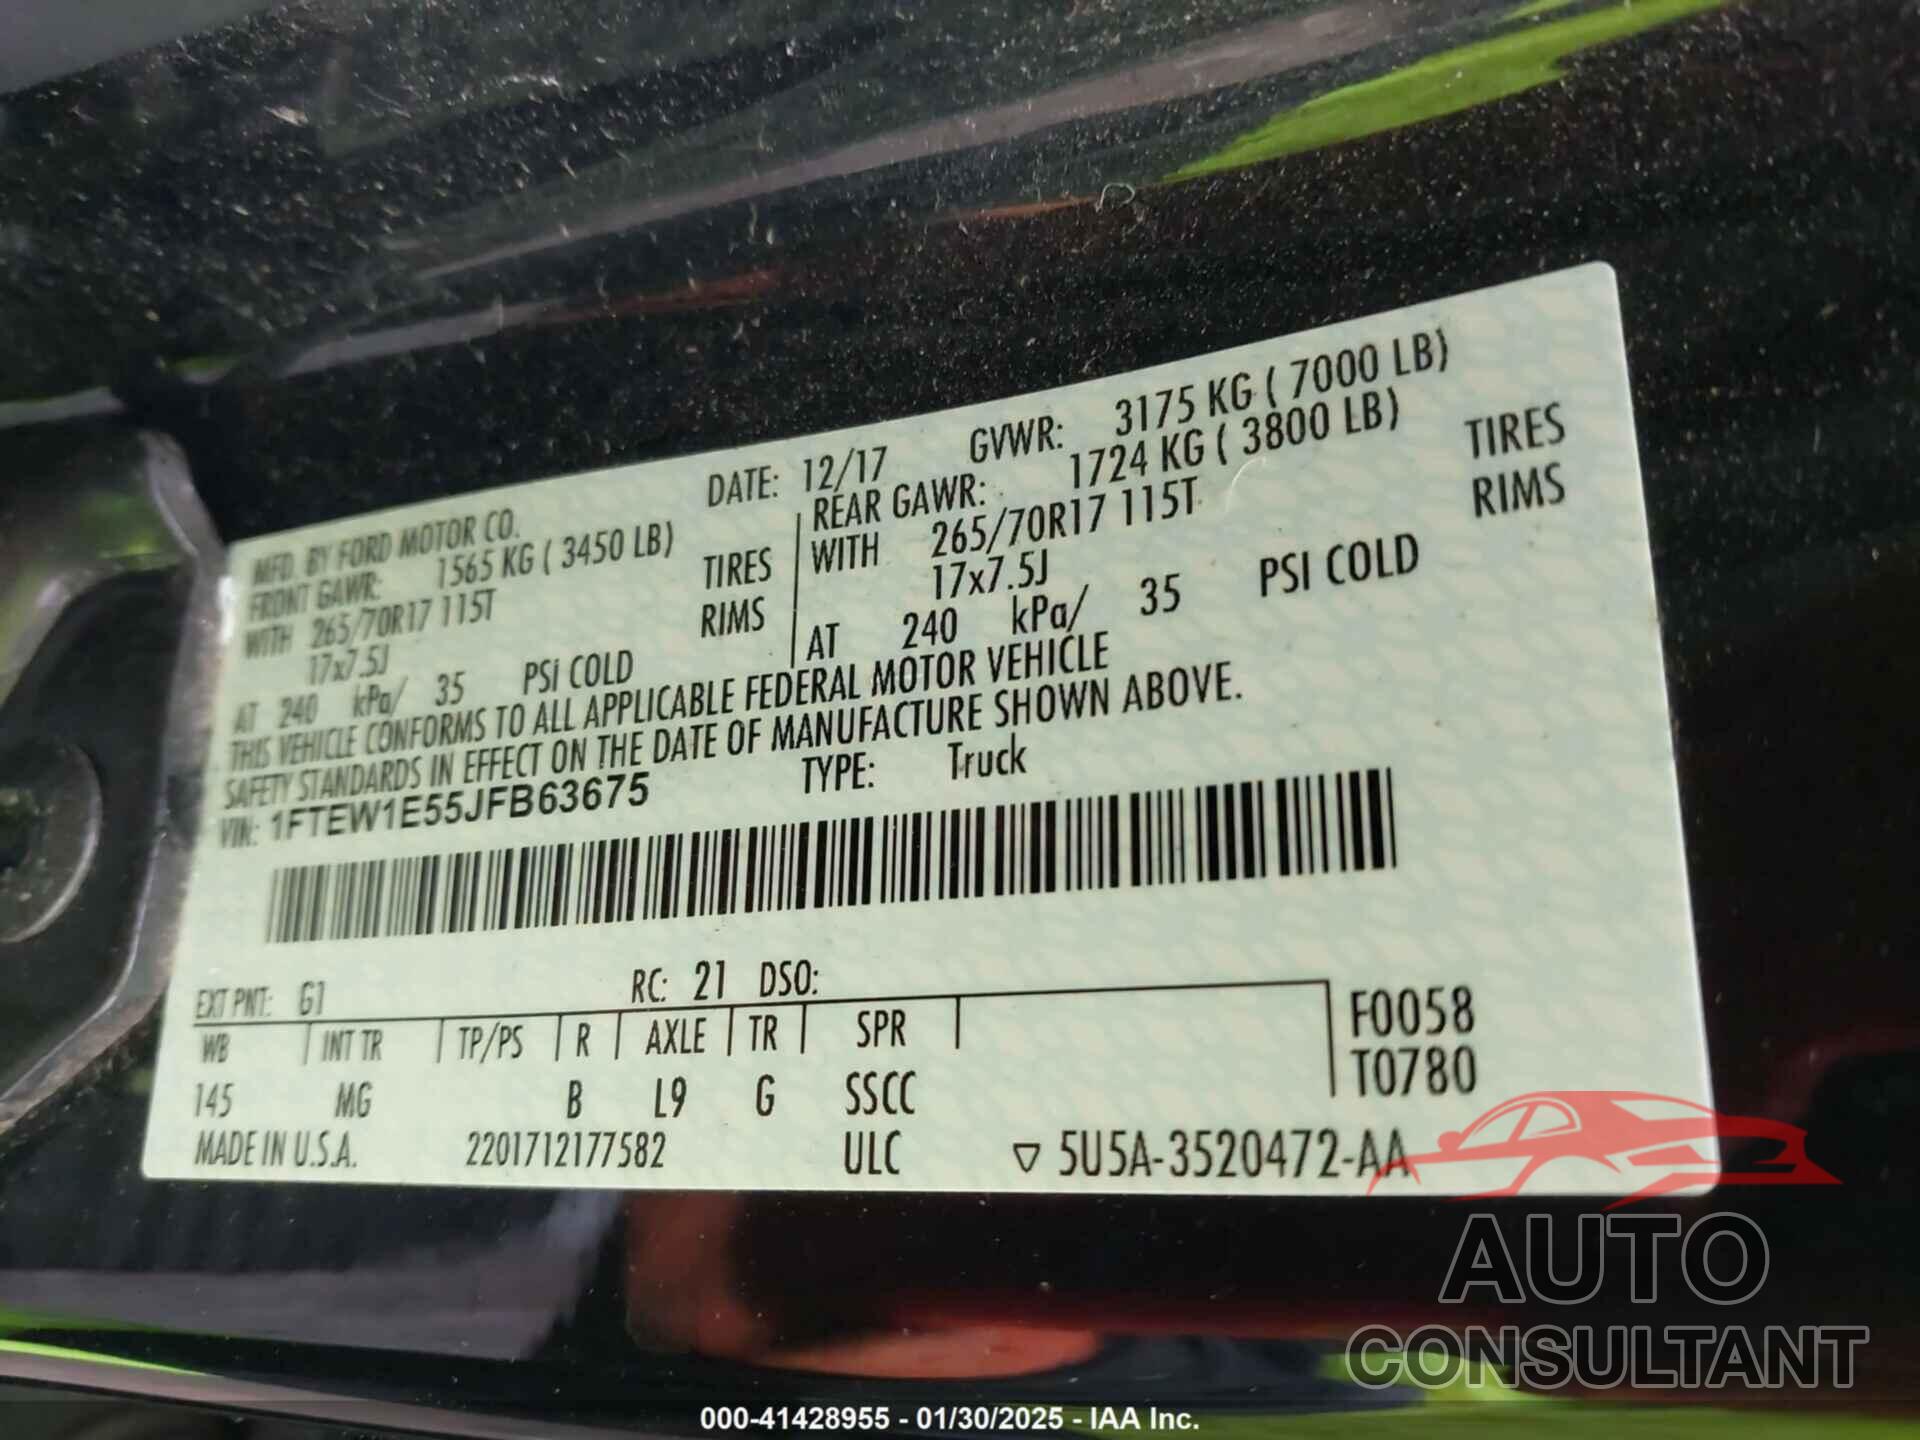 MFD. BY FORD MOTOR CO. DATE: 12/17 GVWR: 3175 KG ( 7000 LB)
FRONT GAWR: 1565 KG ( 3450 LB) REAR GAWR: 1724 KG ( 3800 LB)
WITH 265/70R17 115T TIRES WITH 265/70R17 115T TIRES
17x7.5J RIMS 17x7.5J RIMS
AT 240 kPa/ 35 PSI COLD AT 240 kPa/ 35 PSI COLD
THIS VEHICLE CONFORMS TO ALL APPLICABLE FEDERAL MOTOR VEHICLE
SAFETY STANDARDS IN EFFECT ON THE DATE OF MANUFACTURE SHOWN ABOVE.
VIN: 1FTEW1E55JFB63675 TYPE: Truck
EXT PNT: G1 RC: 21 DSO:
WB INT TR TP/PS R AXLE TR SPR F0058
145 MG B L9 G SSCC T0780
MADE IN U.S.A. 2201712177582 ULC 5U5A-3520472-AA
AUTO
CONSULTANT
000-41428955 - 01/30/2025 - IAA Inc.